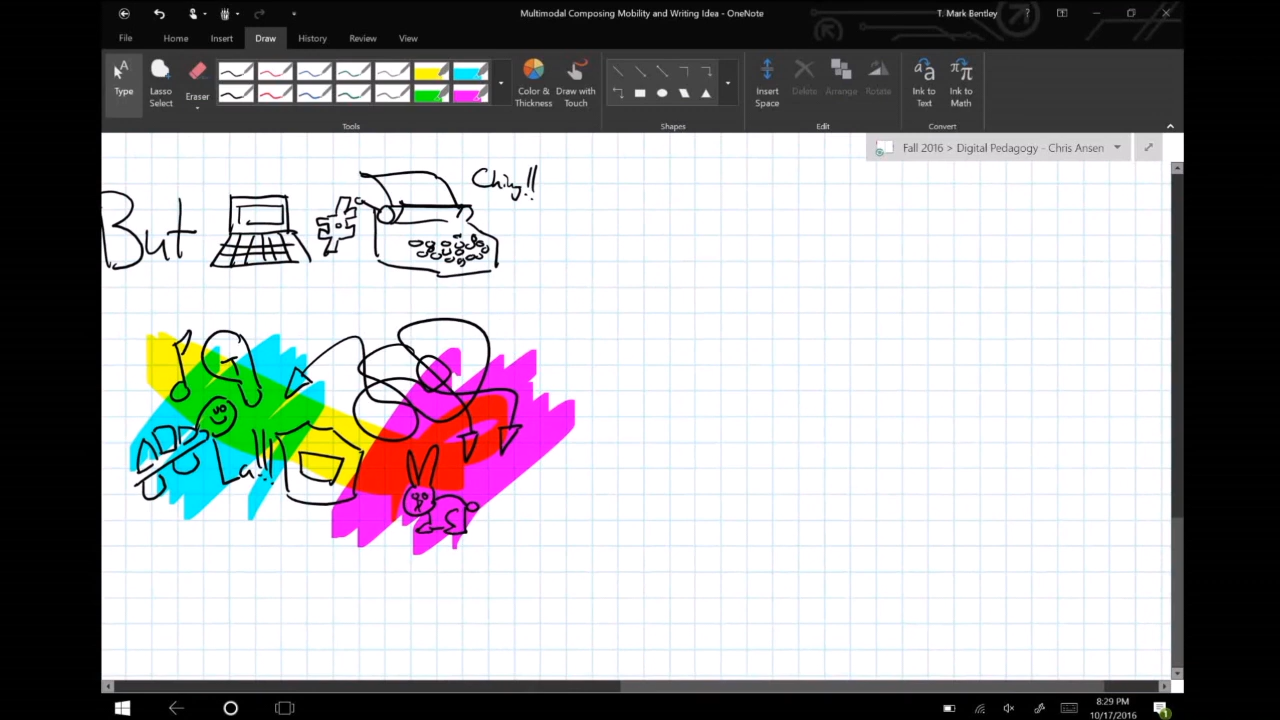 Multimodal Composing Mobility and Writing Idea - OneNote
T. Mark Bentley
?
File Home Insert Draw History Review View
Type
Lasso Select
Eraser
Color & Thickness
Draw with Touch
Insert Space
Delete
Arrange
Rotate
Ink to Text
Ink to Math
Tools
Shapes
Edit
Convert
Fall 2016 > Digital Pedagogy - Chris Ansen
Ching!!
But
La!!!
8:29 PM
10/17/2016
1